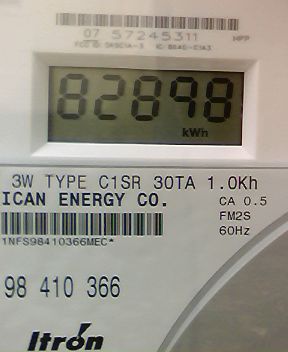 07 57245311
82898
kWh
3W TYPE C1SR 30TA 1.0Kh
ICAN ENERGY CO.
CA 0.5
FM2S
60Hz
1NFS98410366MEC*
98 410 366
Itron